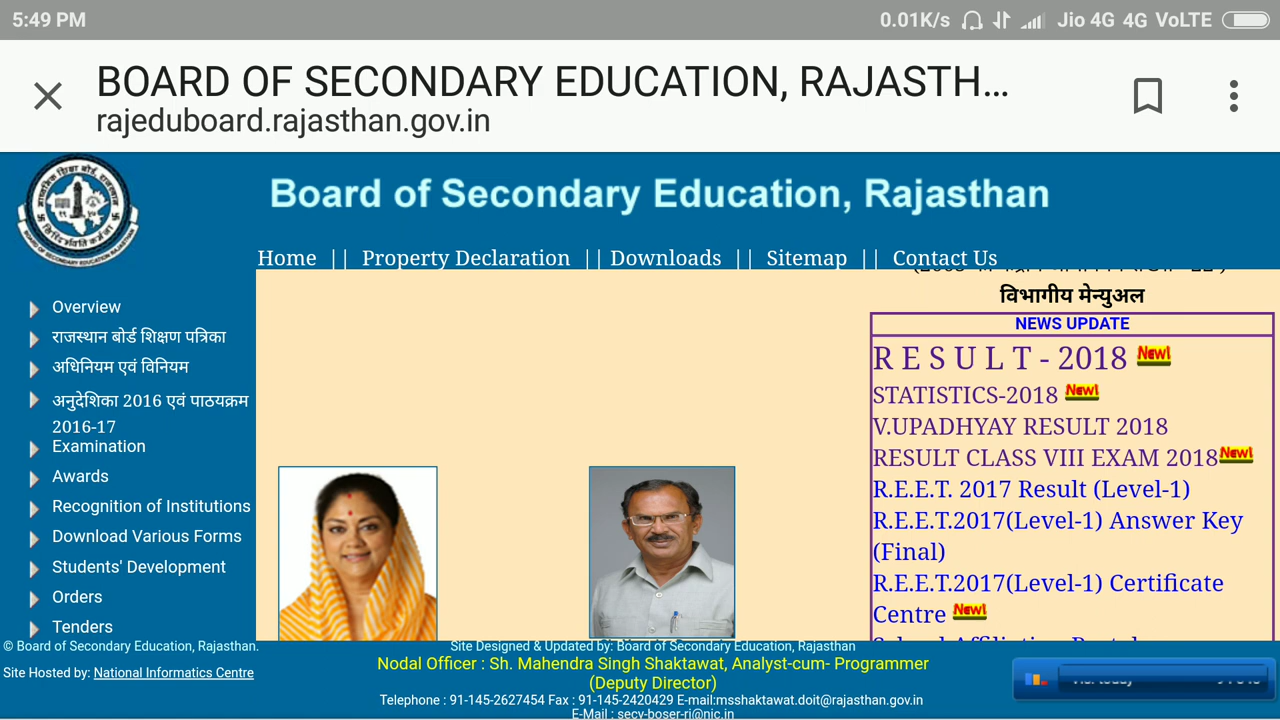 5:49 PM 0.01K/s Jio 4G 4G VoLTE
BOARD OF SECONDARY EDUCATION, RAJASTH...
rajeduboard.rajasthan.gov.in
Board of Secondary Education, Rajasthan
Home || Property Declaration || Downloads || Sitemap || Contact Us
Overview
राजस्थान बोर्ड शिक्षण पत्रिका
अधिनियम एवं विनियम
अनुदेशिका 2016 एवं पाठयक्रम
2016-17
Examination
Awards
Recognition of Institutions
Download Various Forms
Students' Development
Orders
Tenders
विभागीय मेन्युअल
NEWS UPDATE
R E S U L T - 2018 New!
STATISTICS-2018 New!
V.UPADHYAY RESULT 2018
RESULT CLASS VIII EXAM 2018 New!
R.E.E.T. 2017 Result (Level-1)
R.E.E.T.2017(Level-1) Answer Key
(Final)
R.E.E.T.2017(Level-1) Certificate
Centre New!
© Board of Secondary Education, Rajasthan.
Site Hosted by: National Informatics Centre
Site Designed & Updated by: Board of Secondary Education, Rajasthan
Nodal Officer : Sh. Mahendra Singh Shaktawat, Analyst-cum- Programmer
(Deputy Director)
Telephone : 91-145-2627454 Fax : 91-145-2420429 E-mail:msshaktawat.doit@rajasthan.gov.in
E-Mail : secy-boser-rj@nic.in